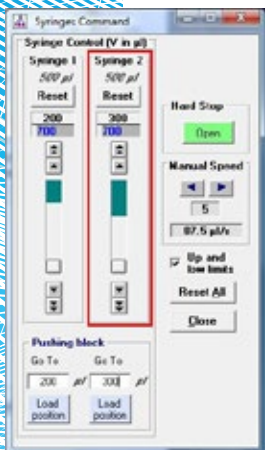 Syringes Command
Syringe Control (V in µl)
Syringe 1
Syringe 2
500 µl
500 µl
Reset
Reset
200
300
700
700
Hard Stop
Open
Manual Speed
5
87.5 µl/s
Up and
low limits
Reset All
Close
Pushing block
Go To
Go To
200 µl
300 µl
Load
position
Load
position